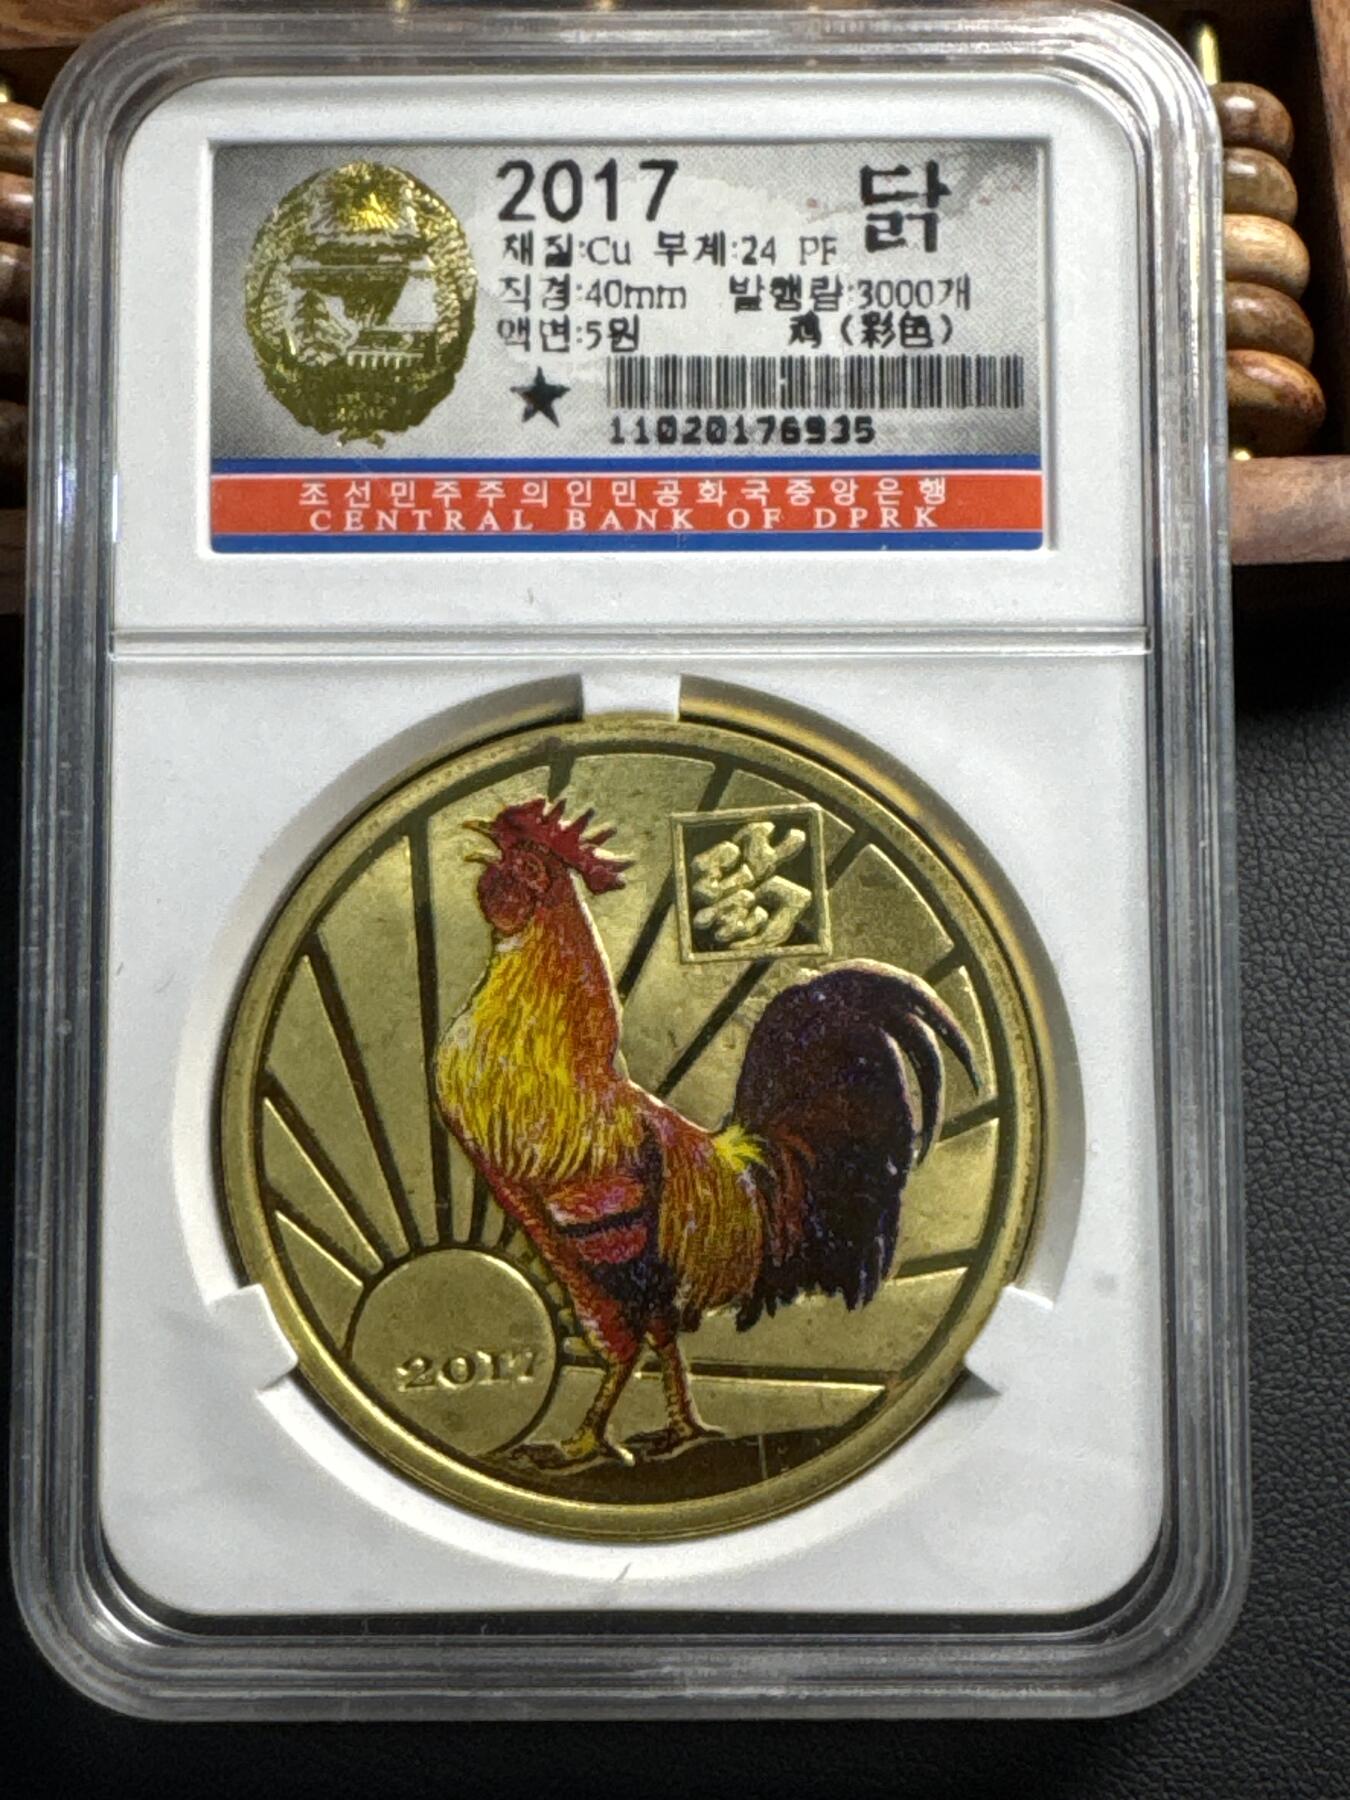 2017 닭
재질:Cu 무게:24 PF
직경:40mm 발행량:3000개
액면:5원 鸡(彩色)
★
11020176935
조선민주주의인민공화국중앙은행
CENTRAL BANK OF DPRK
2017